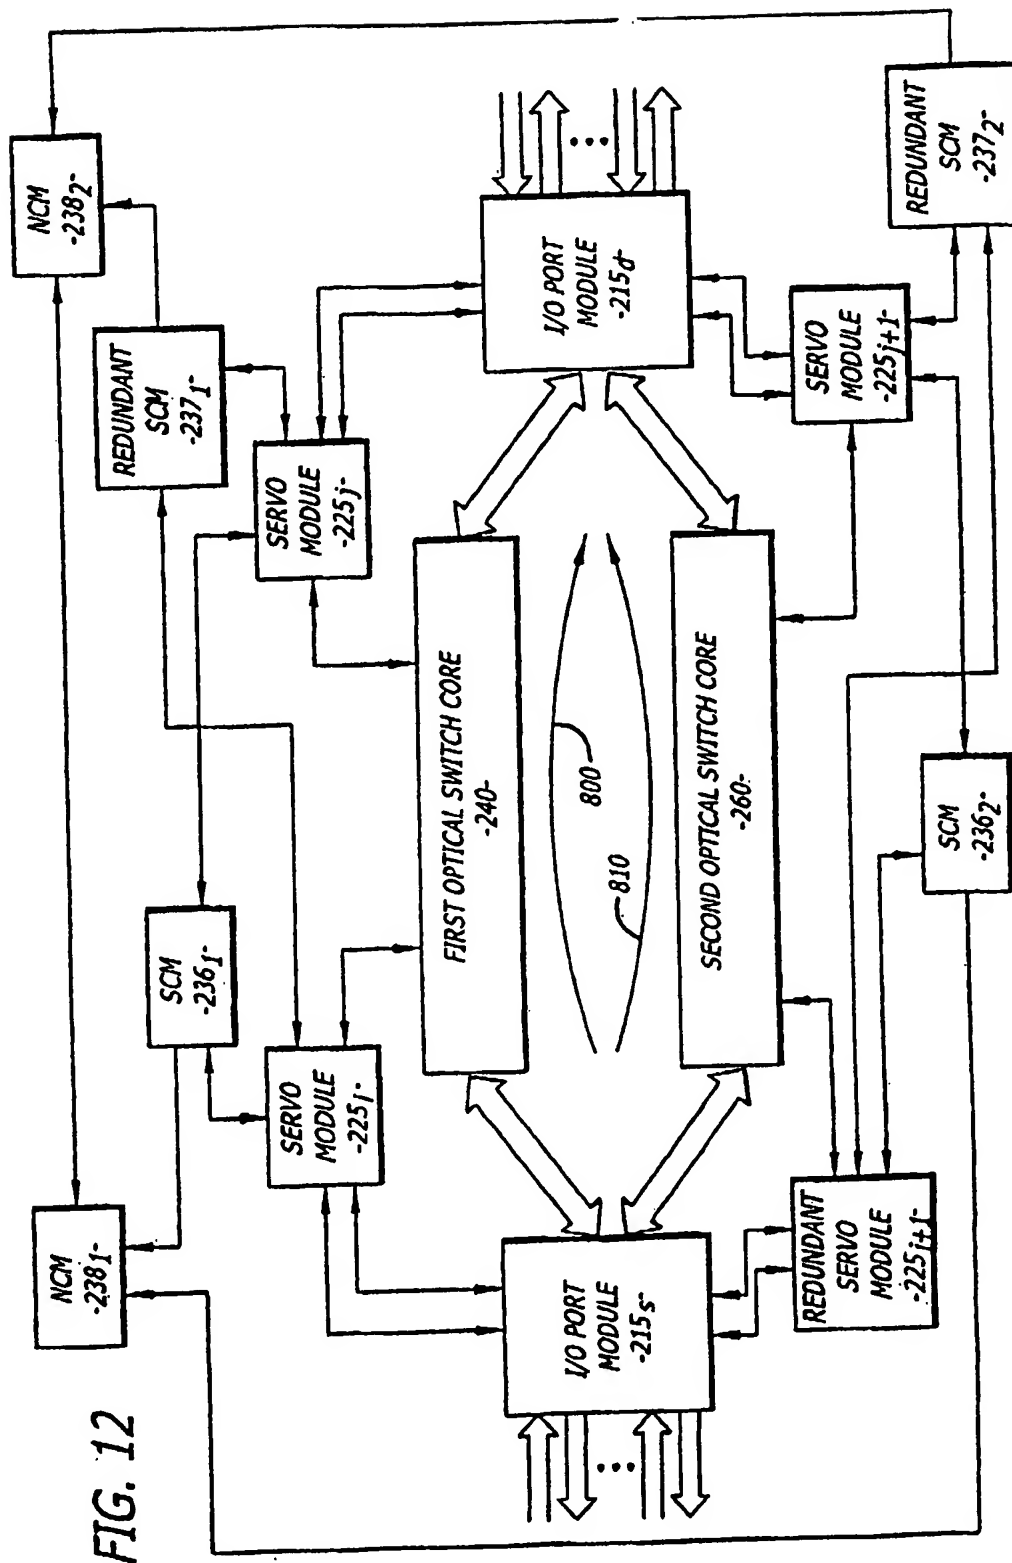 FIG. 12
NCM
-238₁-
NCM
-238₂-
SCM
-236₁-
REDUNDANT
SCM
-237₁-
SERVO
MODULE
-225ᵢ-
SERVO
MODULE
-225ⱼ-
FIRST OPTICAL SWITCH CORE
-240-
I/O PORT
MODULE
-215ₛ-
I/O PORT
MODULE
-215d-
800
810
SECOND OPTICAL SWITCH CORE
-260-
REDUNDANT
SERVO
MODULE
-225ᵢ₊₁-
SERVO
MODULE
-225ⱼ₊₁-
SCM
-236₂-
REDUNDANT
SCM
-237₂-